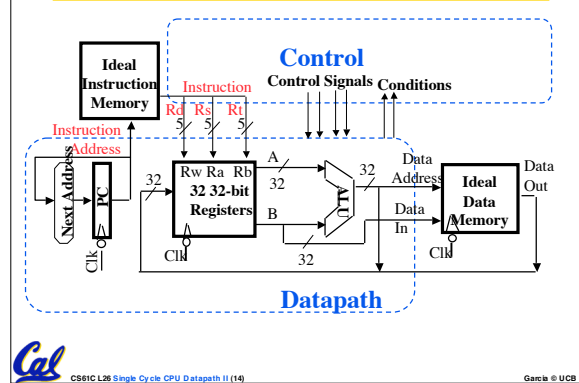 Control
Ideal
Instruction
Memory
Control Signals
Conditions
Instruction
Rd Rs Rt
5 5 5
Instruction
Address
Next Address
PC
Clk
32
Rw Ra Rb
32 32-bit
Registers
Clk
A
32
B
32
ALU
32
Data
Address
Data
In
Ideal
Data
Memory
Clk
Data
Out
Datapath
Cal
CS61C L26 Single Cycle CPU Datapath II (14)
Garcia © UCB